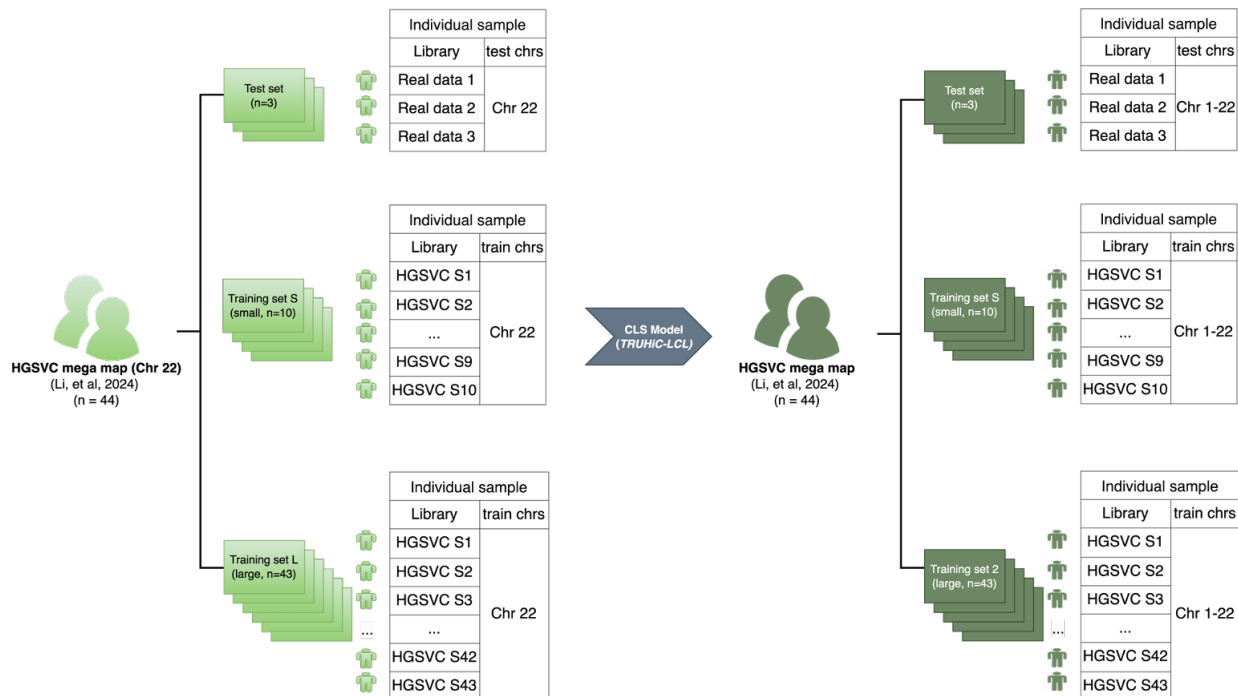 Individual sample
Library test chrs
Test set
(n=3)
Real data 1
Real data 2
Real data 3
Chr 22
Individual sample
Library train chrs
Training set S
(small, n=10)
HGSVC S1
HGSVC S2
...
HGSVC S9
HGSVC S10
Chr 22
HGSVC mega map (Chr 22)
(Li, et al, 2024)
(n = 44)
Individual sample
Library train chrs
Training set L
(large, n=43)
HGSVC S1
HGSVC S2
HGSVC S3
... ...
HGSVC S42
HGSVC S43
Chr 22
CLS Model
(TRUHiC-LCL)
HGSVC mega map
(Li, et al, 2024)
(n = 44)
Individual sample
Library test chrs
Test set
(n=3)
Real data 1
Real data 2
Real data 3
Chr 1-22
Individual sample
Library train chrs
Training set S
(small, n=10)
HGSVC S1
HGSVC S2
...
HGSVC S9
HGSVC S10
Chr 1-22
Individual sample
Library train chrs
Training set 2
(large, n=43)
HGSVC S1
HGSVC S2
HGSVC S3
... ...
HGSVC S42
HGSVC S43
Chr 1-22